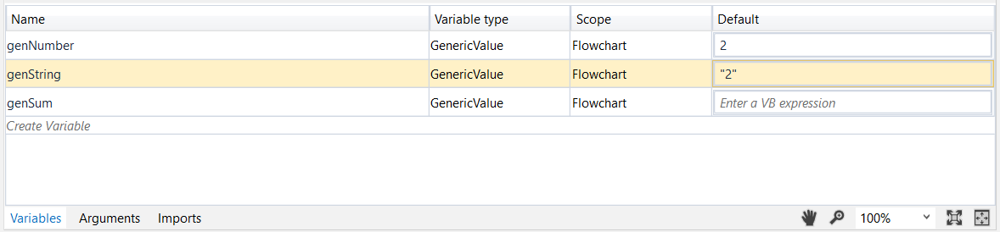 Name Variable type Scope Default
genNumber GenericValue Flowchart 2
genString GenericValue Flowchart "2"
genSum GenericValue Flowchart Enter a VB expression
Create Variable
Variables Arguments Imports 100%